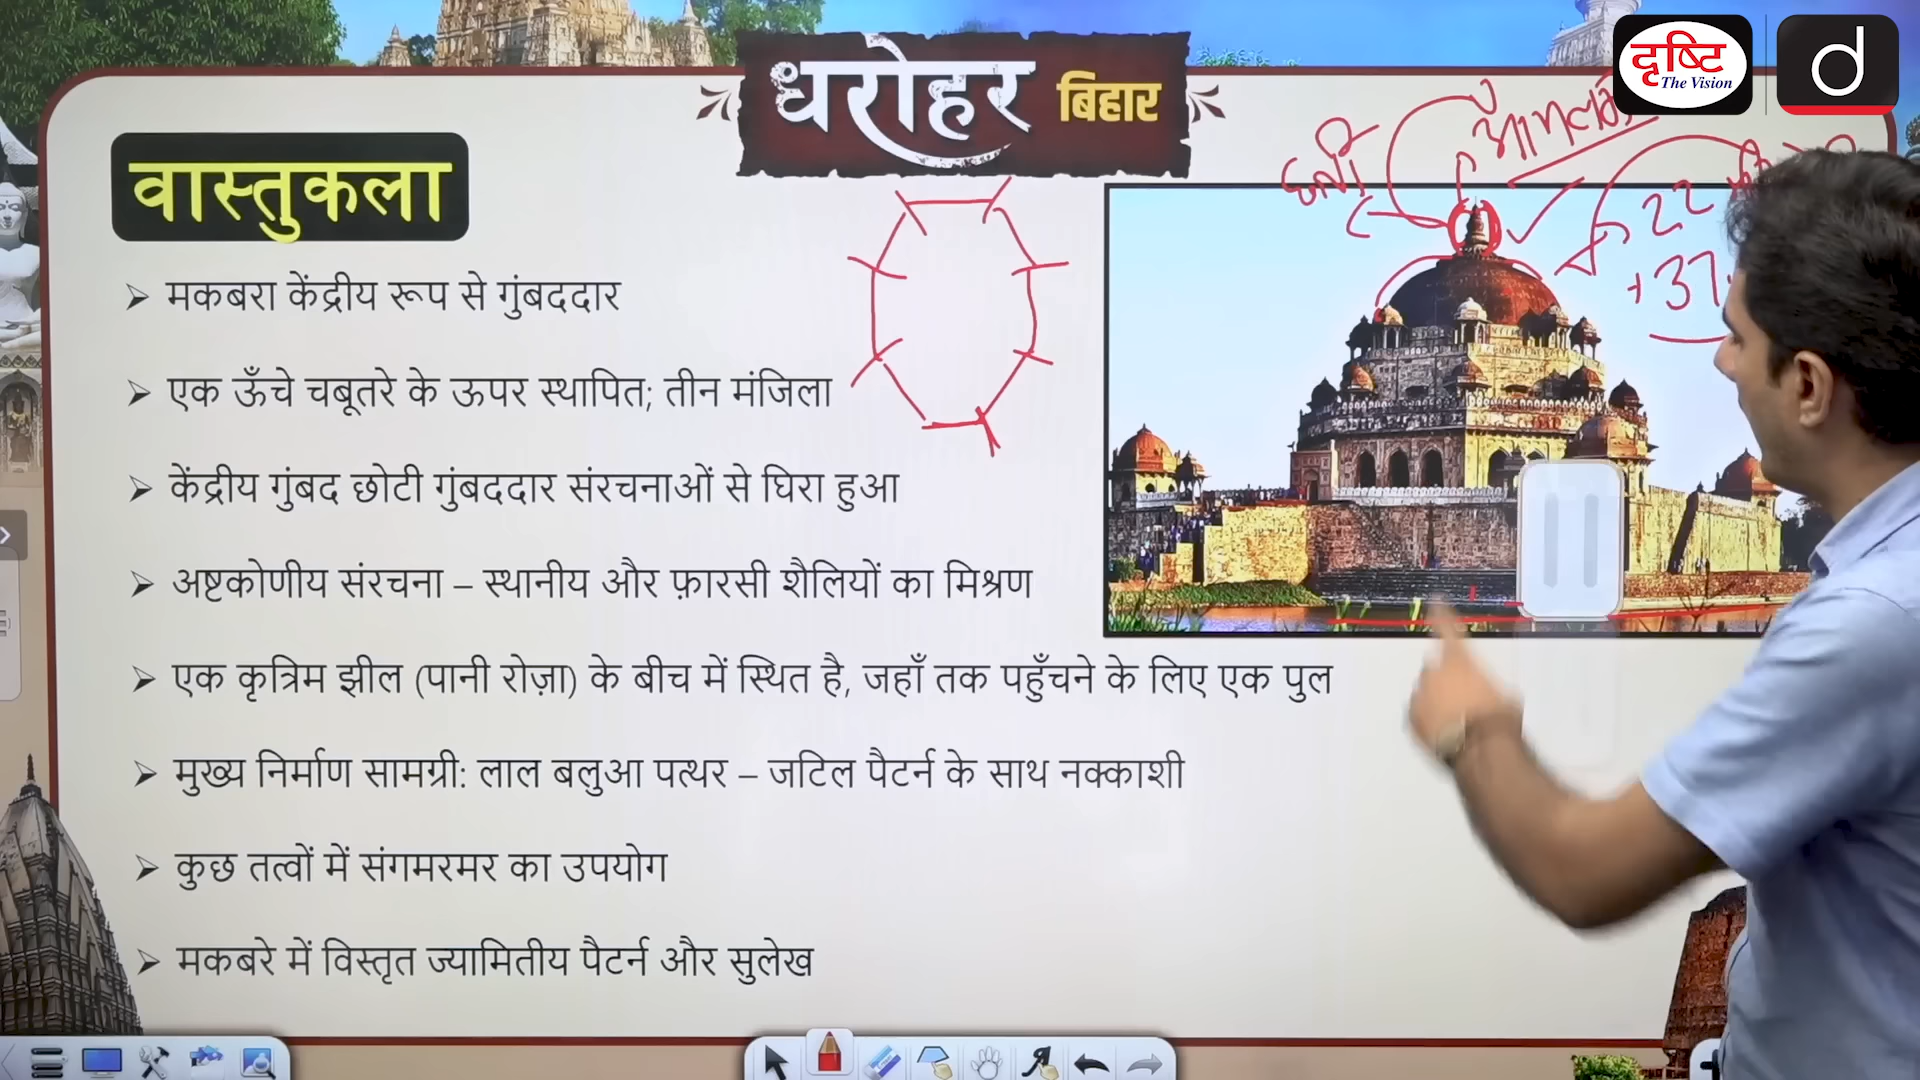 धरोहर बिहार
दृष्टि
The Vision
d
वास्तुकला
➢ मकबरा केंद्रीय रूप से गुंबददार
➢ एक ऊँचे चबूतरे के ऊपर स्थापित; तीन मंजिला
➢ केंद्रीय गुंबद छोटी गुंबददार संरचनाओं से घिरा हुआ
➢ अष्टकोणीय संरचना – स्थानीय और फ़ारसी शैलियों का मिश्रण
➢ एक कृत्रिम झील (पानी रोज़ा) के बीच में स्थित है, जहाँ तक पहुँचने के लिए एक पुल
➢ मुख्य निर्माण सामग्री: लाल बलुआ पत्थर – जटिल पैटर्न के साथ नक्काशी
➢ कुछ तत्वों में संगमरमर का उपयोग
➢ मकबरे में विस्तृत ज्यामितीय पैटर्न और सुलेख
22
+37